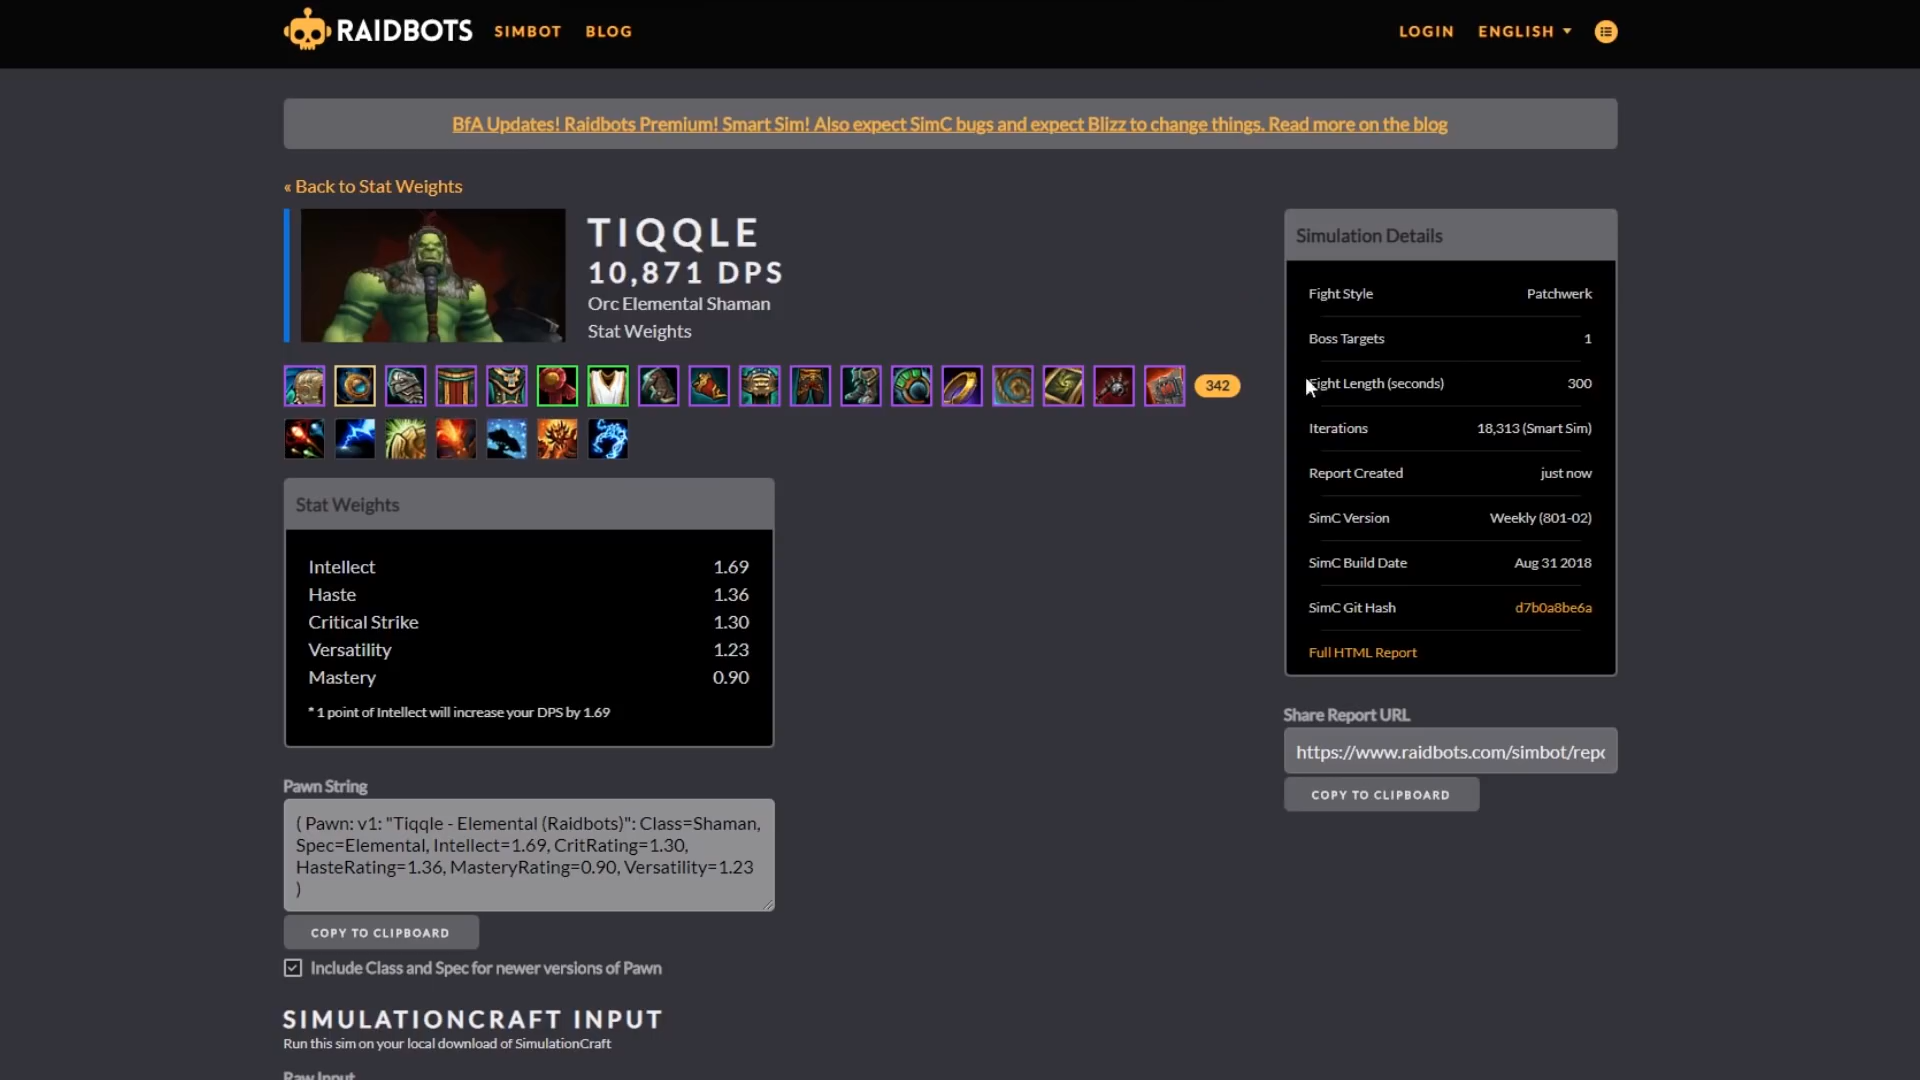 RAIDBOTS
SIMBOT
BLOG
LOGIN
ENGLISH
BfA Updates! Raidbots Premium! Smart Sim! Also expect SimC bugs and expect Blizz to change things. Read more on the blog
« Back to Stat Weights
TIQQLE
10,871 DPS
Orc Elemental Shaman
Stat Weights
342
Stat Weights
Intellect 1.69
Haste 1.36
Critical Strike 1.30
Versatility 1.23
Mastery 0.90
* 1 point of Intellect will increase your DPS by 1.69
Pawn String
( Pawn: v1: "Tiqqle - Elemental (Raidbots)": Class=Shaman,
Spec=Elemental, Intellect=1.69, CritRating=1.30,
HasteRating=1.36, MasteryRating=0.90, Versatility=1.23
)
COPY TO CLIPBOARD
Include Class and Spec for newer versions of Pawn
SIMULATIONCRAFT INPUT
Run this sim on your local download of SimulationCraft
Raw Input
Simulation Details
Fight Style Patchwerk
Boss Targets 1
Fight Length (seconds) 300
Iterations 18,313 (Smart Sim)
Report Created just now
SimC Version Weekly (801-02)
SimC Build Date Aug 31 2018
SimC Git Hash d7b0a8be6a
Full HTML Report
Share Report URL
https://www.raidbots.com/simbot/repo
COPY TO CLIPBOARD